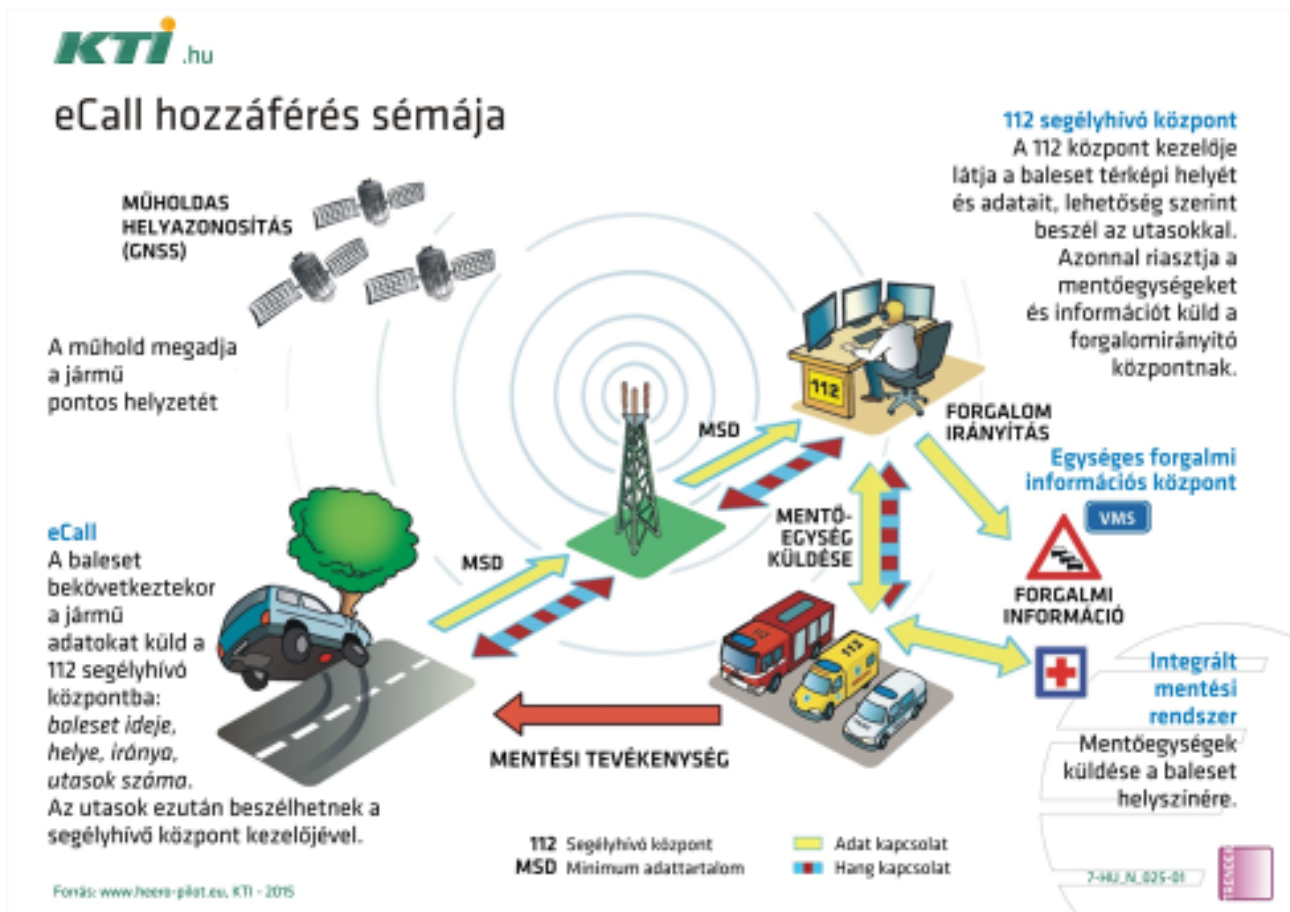 KTI .hu
eCall hozzáférés sémája
MŰHOLDAS
HELYAZONOSÍTÁS
(GNSS)
A műhold megadja
a jármű
pontos helyzetét
eCall
A baleset
bekövetkeztekor
a jármű
adatokat küld a
112 segélyhívó
központba:
baleset ideje,
helye, iránya,
utasok száma.
Az utasok ezután beszélhetnek a
segélyhívő központ kezelőjével.
112 segélyhívó központ
A 112 központ kezelője
látja a baleset térképi helyét
és adatait, lehetőség szerint
beszél az utasokkal.
Azonnal riasztja a
mentőegységeket
és információt küld a
forgalomirányító
központnak.
112
MSD
MSD
FORGALOM
IRÁNYÍTÁS
Egységes forgalmi
információs központ
VMS
MENTŐ-
EGYSÉG
KÜLDÉSE
FORGALMI
INFORMÁCIÓ
112
MENTÉSI TEVÉKENYSÉG
Integrált
mentési
rendszer
Mentőegységek
küldése a baleset
helyszínére.
112 Segélyhívó központ
MSD Minimum adattartalom
Adat kapcsolat
Hang kapcsolat
Forrás: www.heero-pilot.eu, KTI - 2015
7-HU_N_025-01
TRENDER